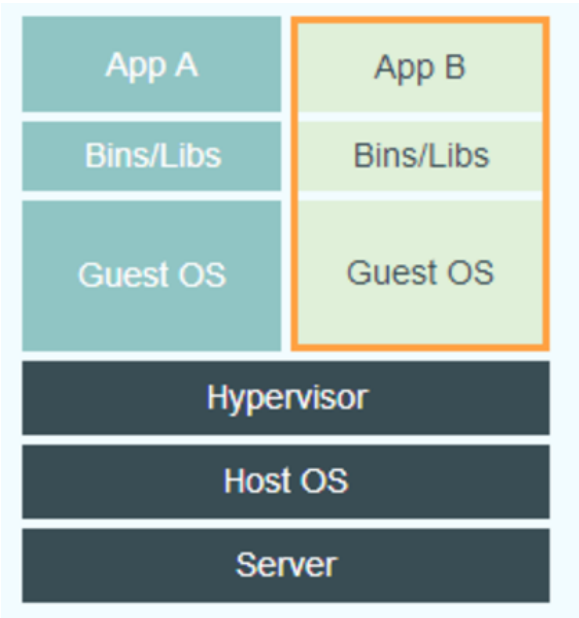 App A
App B
Bins/Libs
Bins/Libs
Guest OS
Guest OS
Hypervisor
Host OS
Server